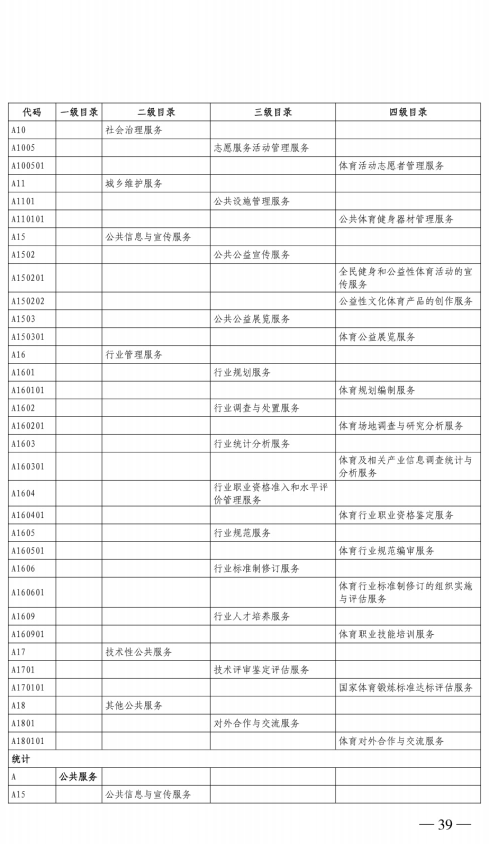 代码 一级目录 二级目录 三级目录 四级目录
A10 社会治理服务
A1005 志愿服务活动管理服务
A100501 体育活动志愿者管理服务
A11 城乡维护服务
A1101 公共设施管理服务
A110101 公共体育健身器材管理服务
A15 公共信息与宣传服务
A1502 公共公益宣传服务
A150201 全民健身和公益性体育活动的宣
传服务
A150202 公益性文化体育产品的创作服务
A1503 公共公益展览服务
A150301 体育公益展览服务
A16 行业管理服务
A1601 行业规划服务
A160101 体育规划编制服务
A1602 行业调查与处置服务
A160201 体育场地调查与研究分析服务
A1603 行业统计分析服务
A160301 体育及相关产业信息调查统计与
分析服务
A1604 行业职业资格准入和水平评
价管理服务
A160401 体育行业职业资格鉴定服务
A1605 行业规范服务
A160501 体育行业规范编审服务
A1606 行业标准制修订服务
A160601 体育行业标准制修订的组织实施
与评估服务
A1609 行业人才培养服务
A160901 体育职业技能培训服务
A17 技术性公共服务
A1701 技术评审鉴定评估服务
A170101 国家体育锻炼标准达标评估服务
A18 其他公共服务
A1801 对外合作与交流服务
A180101 体育对外合作与交流服务
统计
A 公共服务
A15 公共信息与宣传服务
— 39 —